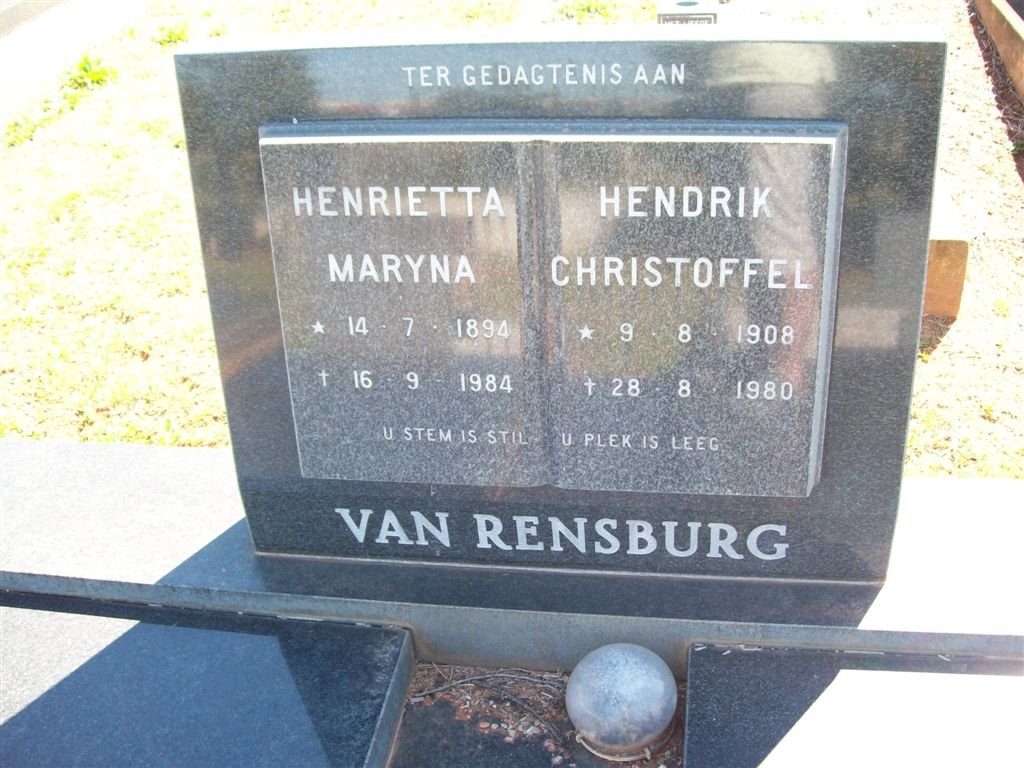 TER GEDAGTENIS AAN
HENRIETTA
MARYNA
★ 14 · 7 · 1894
† 16 · 9 · 1984
HENDRIK
CHRISTOFFEL
★ 9 · 8 · 1908
† 28 · 8 · 1980
U STEM IS STIL U PLEK IS LEEG
VAN RENSBURG